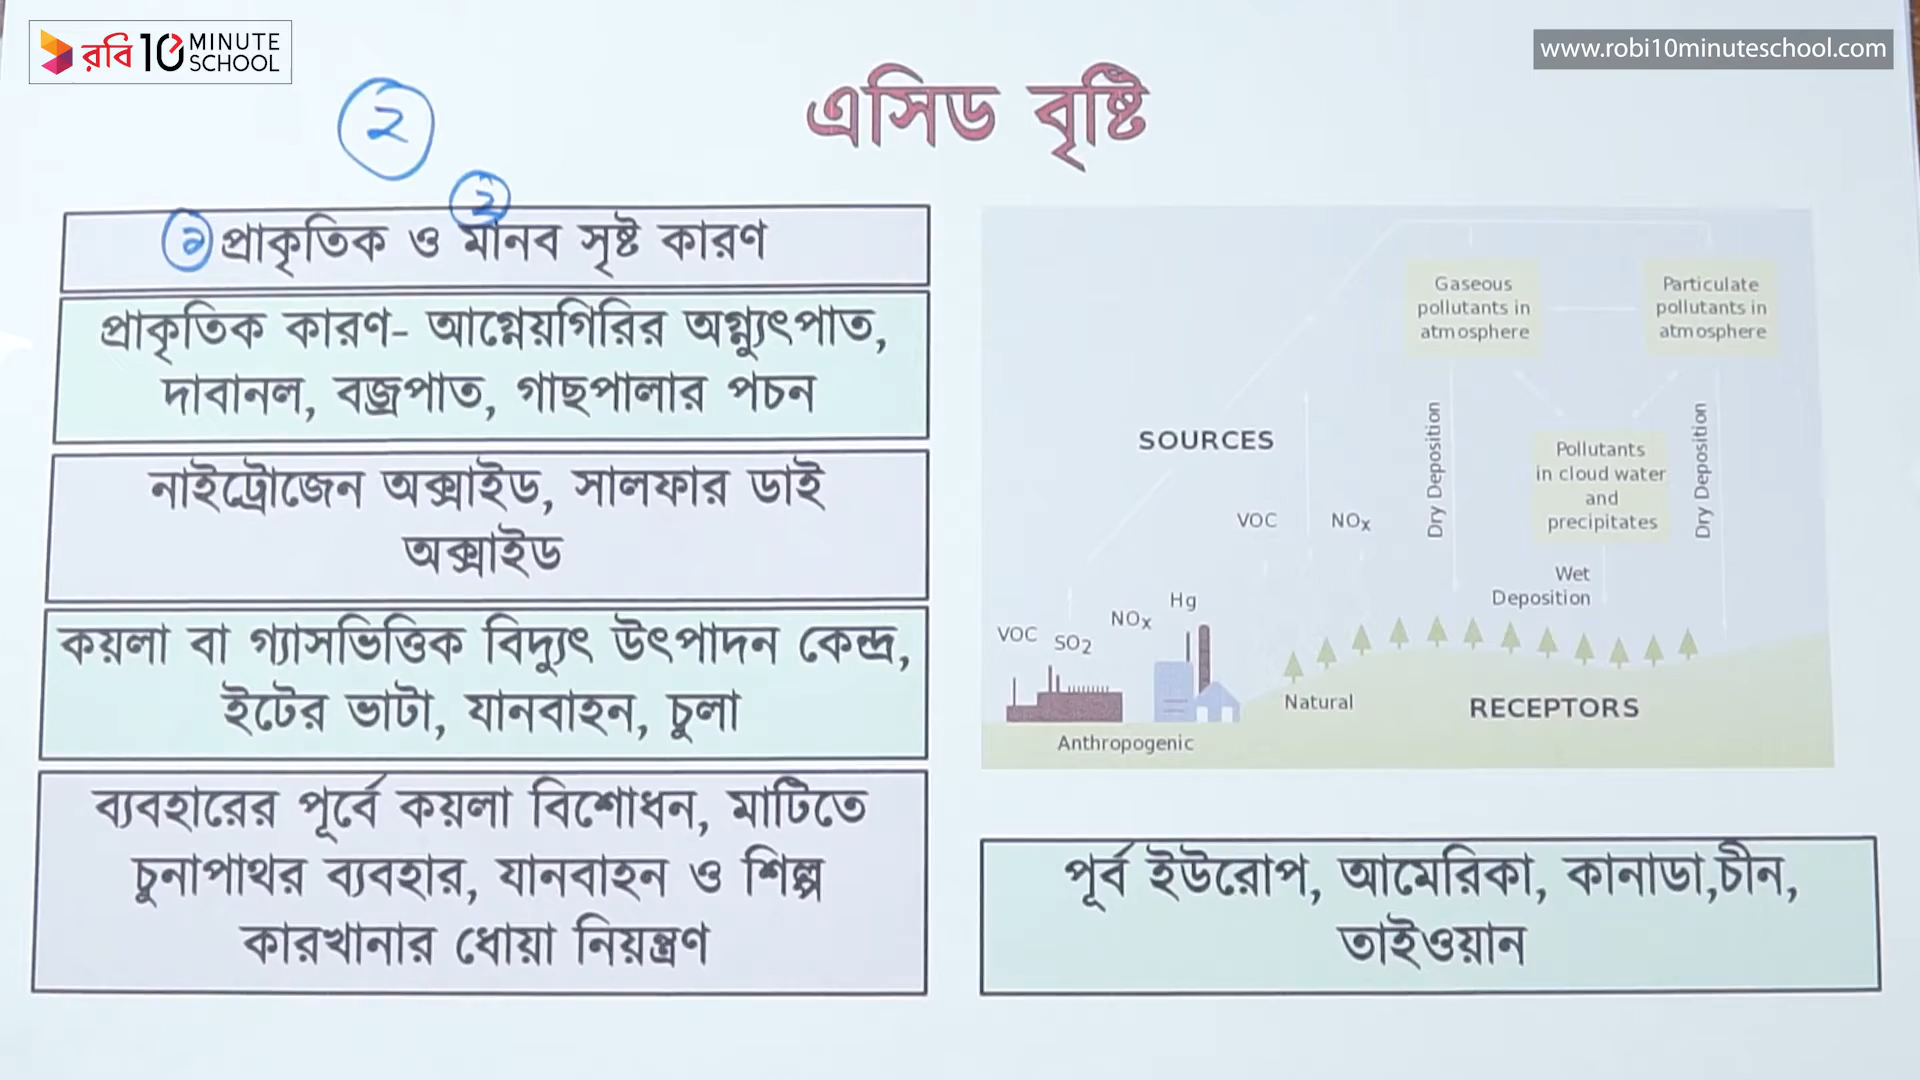 রবি 10 MINUTE SCHOOL
www.robi10minuteschool.com
এসিড বৃষ্টি
২
২
১ প্রাকৃতিক ও মানব সৃষ্ট কারণ
প্রাকৃতিক কারণ- আগ্নেয়গিরির অগ্ন্যুৎপাত,
দাবানল, বজ্রপাত, গাছপালার পচন
নাইট্রোজেন অক্সাইড, সালফার ডাই
অক্সাইড
কয়লা বা গ্যাসভিত্তিক বিদ্যুৎ উৎপাদন কেন্দ্র,
ইটের ভাটা, যানবাহন, চুলা
ব্যবহারের পূর্বে কয়লা বিশোধন, মাটিতে
চুনাপাথর ব্যবহার, যানবাহন ও শিল্প
কারখানার ধোয়া নিয়ন্ত্রণ
Gaseous
pollutants in
atmosphere
Particulate
pollutants in
atmosphere
SOURCES
Dry Deposition
Pollutants
in cloud water
and
precipitates
Dry Deposition
VOC
NOx
Wet
Deposition
Hg
NOx
VOC
SO2
Natural
RECEPTORS
Anthropogenic
পূর্ব ইউরোপ, আমেরিকা, কানাডা,চীন,
তাইওয়ান